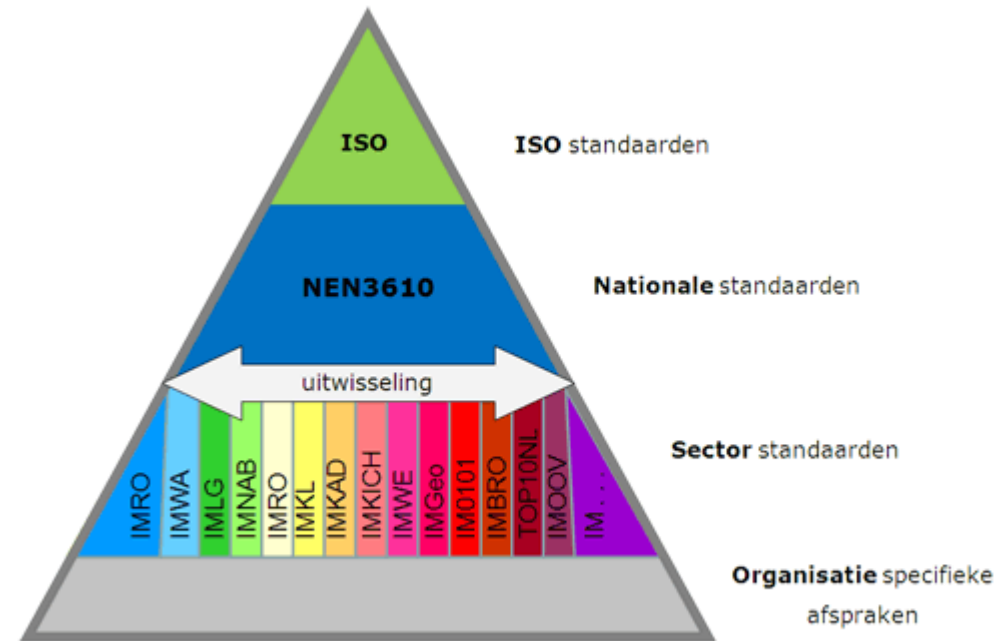 ISO
ISO standaarden
NEN3610
Nationale standaarden
uitwisseling
IMRO
IMWA
IMLG
IMNAB
IMRO
IMKL
IMKAD
IMKICH
IMWE
IMGeo
IM0101
IMBRO
TOP10NL
IMOOV
IM....
Sector standaarden
Organisatie specifieke
afspraken